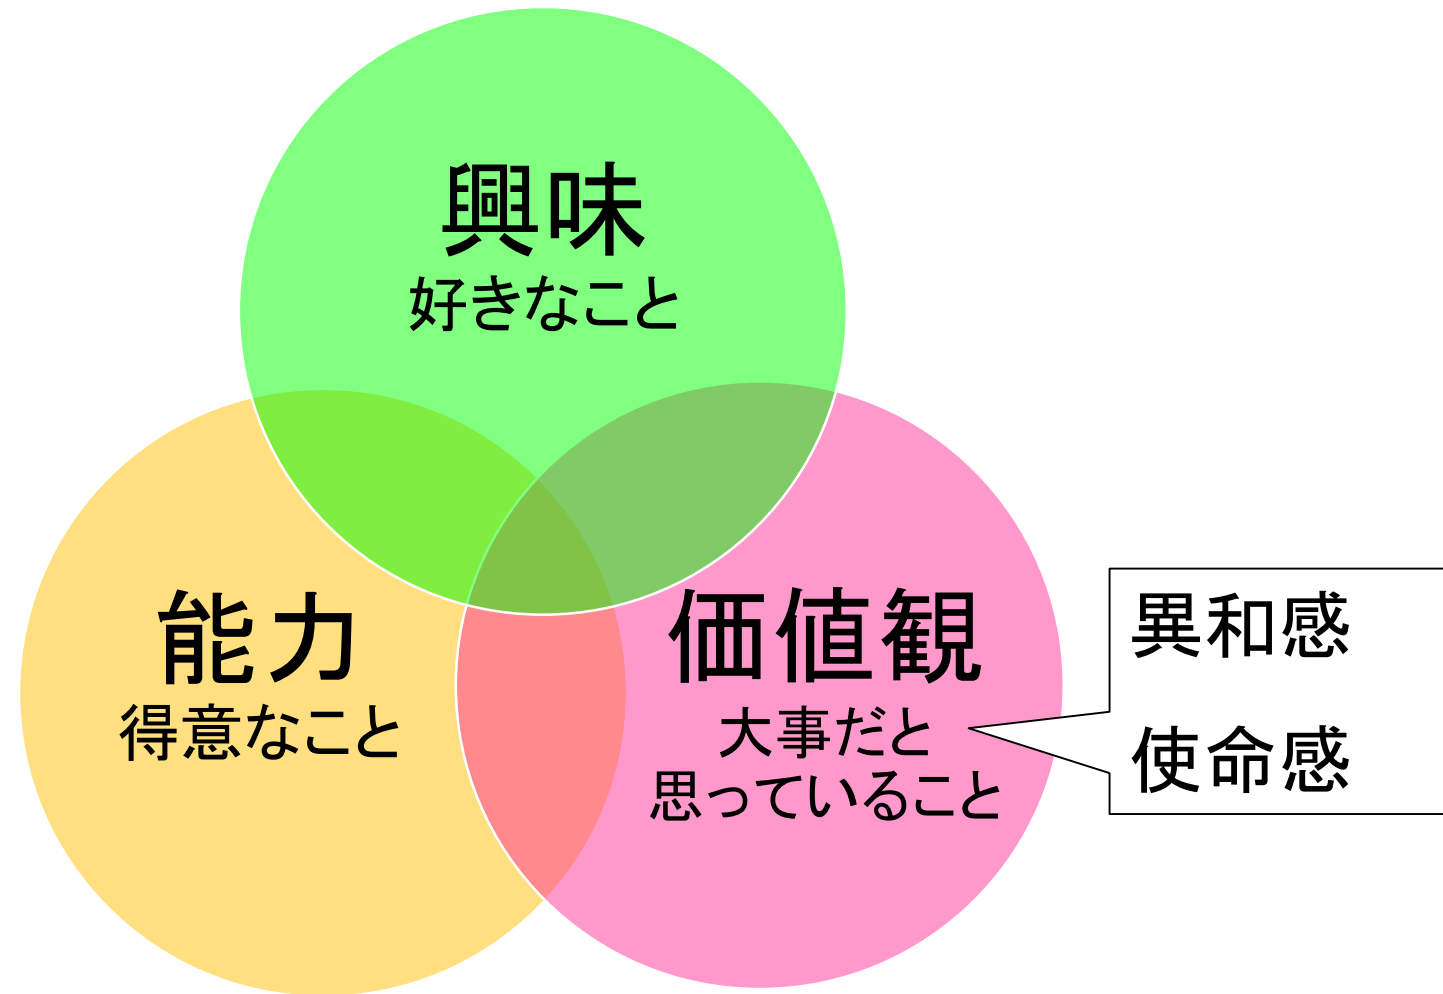 興味
好きなこと
能力
得意なこと
価値観
大事だと
思っていること
異和感
使命感